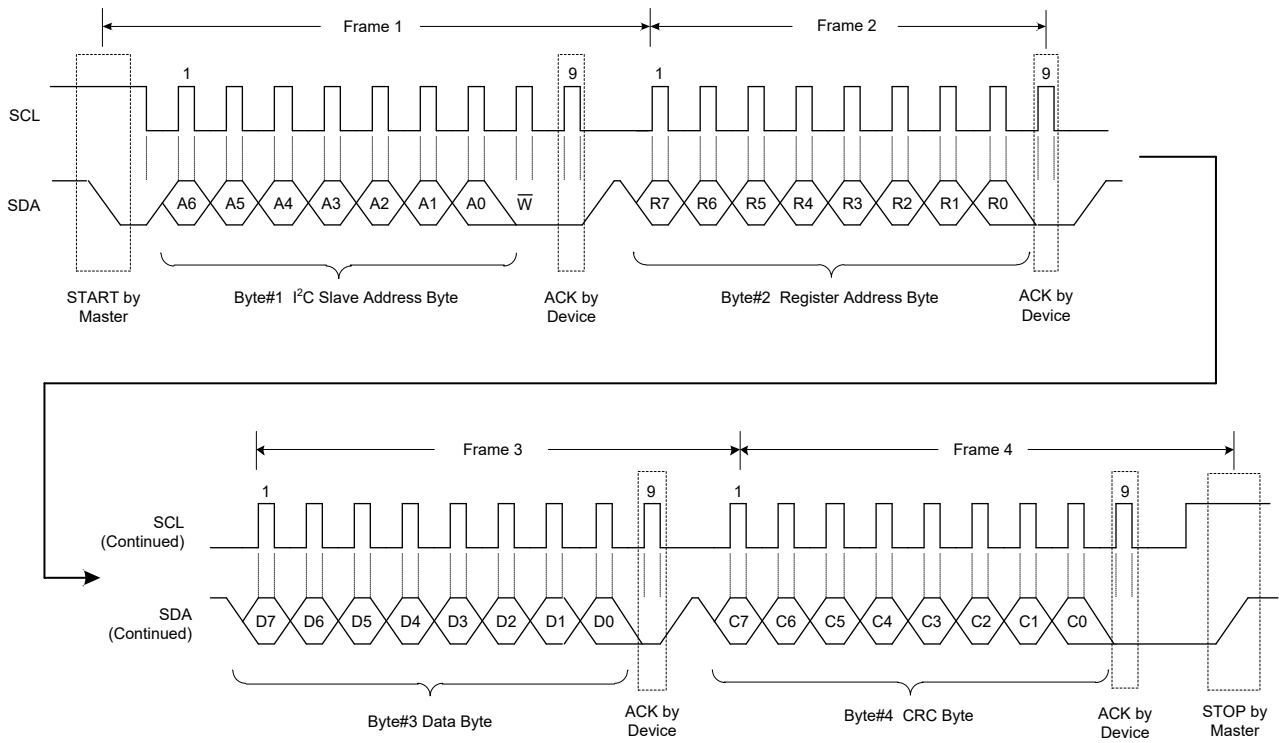 Frame 1 Frame 2
1 9 1 9
SCL
SDA
A6 A5 A4 A3 A2 A1 A0 W̅ R7 R6 R5 R4 R3 R2 R1 R0
START by
Master
Byte#1 I²C Slave Address Byte
ACK by
Device
Byte#2 Register Address Byte
ACK by
Device
Frame 3 Frame 4
1 9 1 9
SCL
(Continued)
SDA
(Continued)
D7 D6 D5 D4 D3 D2 D1 D0 C7 C6 C5 C4 C3 C2 C1 C0
Byte#3 Data Byte
ACK by
Device
Byte#4 CRC Byte
ACK by
Device
STOP by
Master